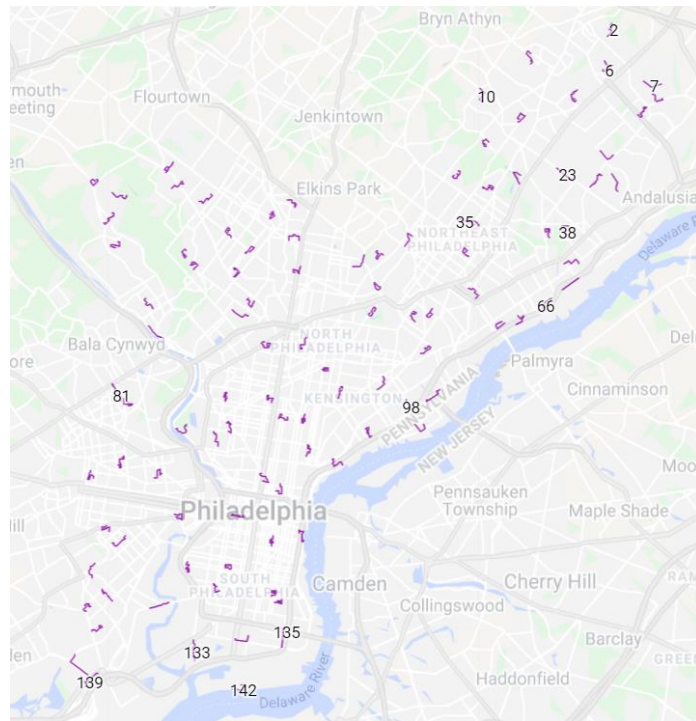 Bryn Athyn
2
6
7
10
Flourtown
Jenkintown
23
Elkins Park
Andalusia
35
38
NORTHEAST
PHILADELPHIA
66
NORTH
PHILADELPHIA
Bala Cynwyd
Palmyra
81
KENSINGTON
98
Cinnaminson
PENNSYLVANIA
NEW JERSEY
Pennsauken
Township
Philadelphia
Maple Shade
SOUTH
PHILADELPHIA
Camden
Cherry Hill
Collingswood
135
Barclay
133
139
142
Delaware River
Haddonfield